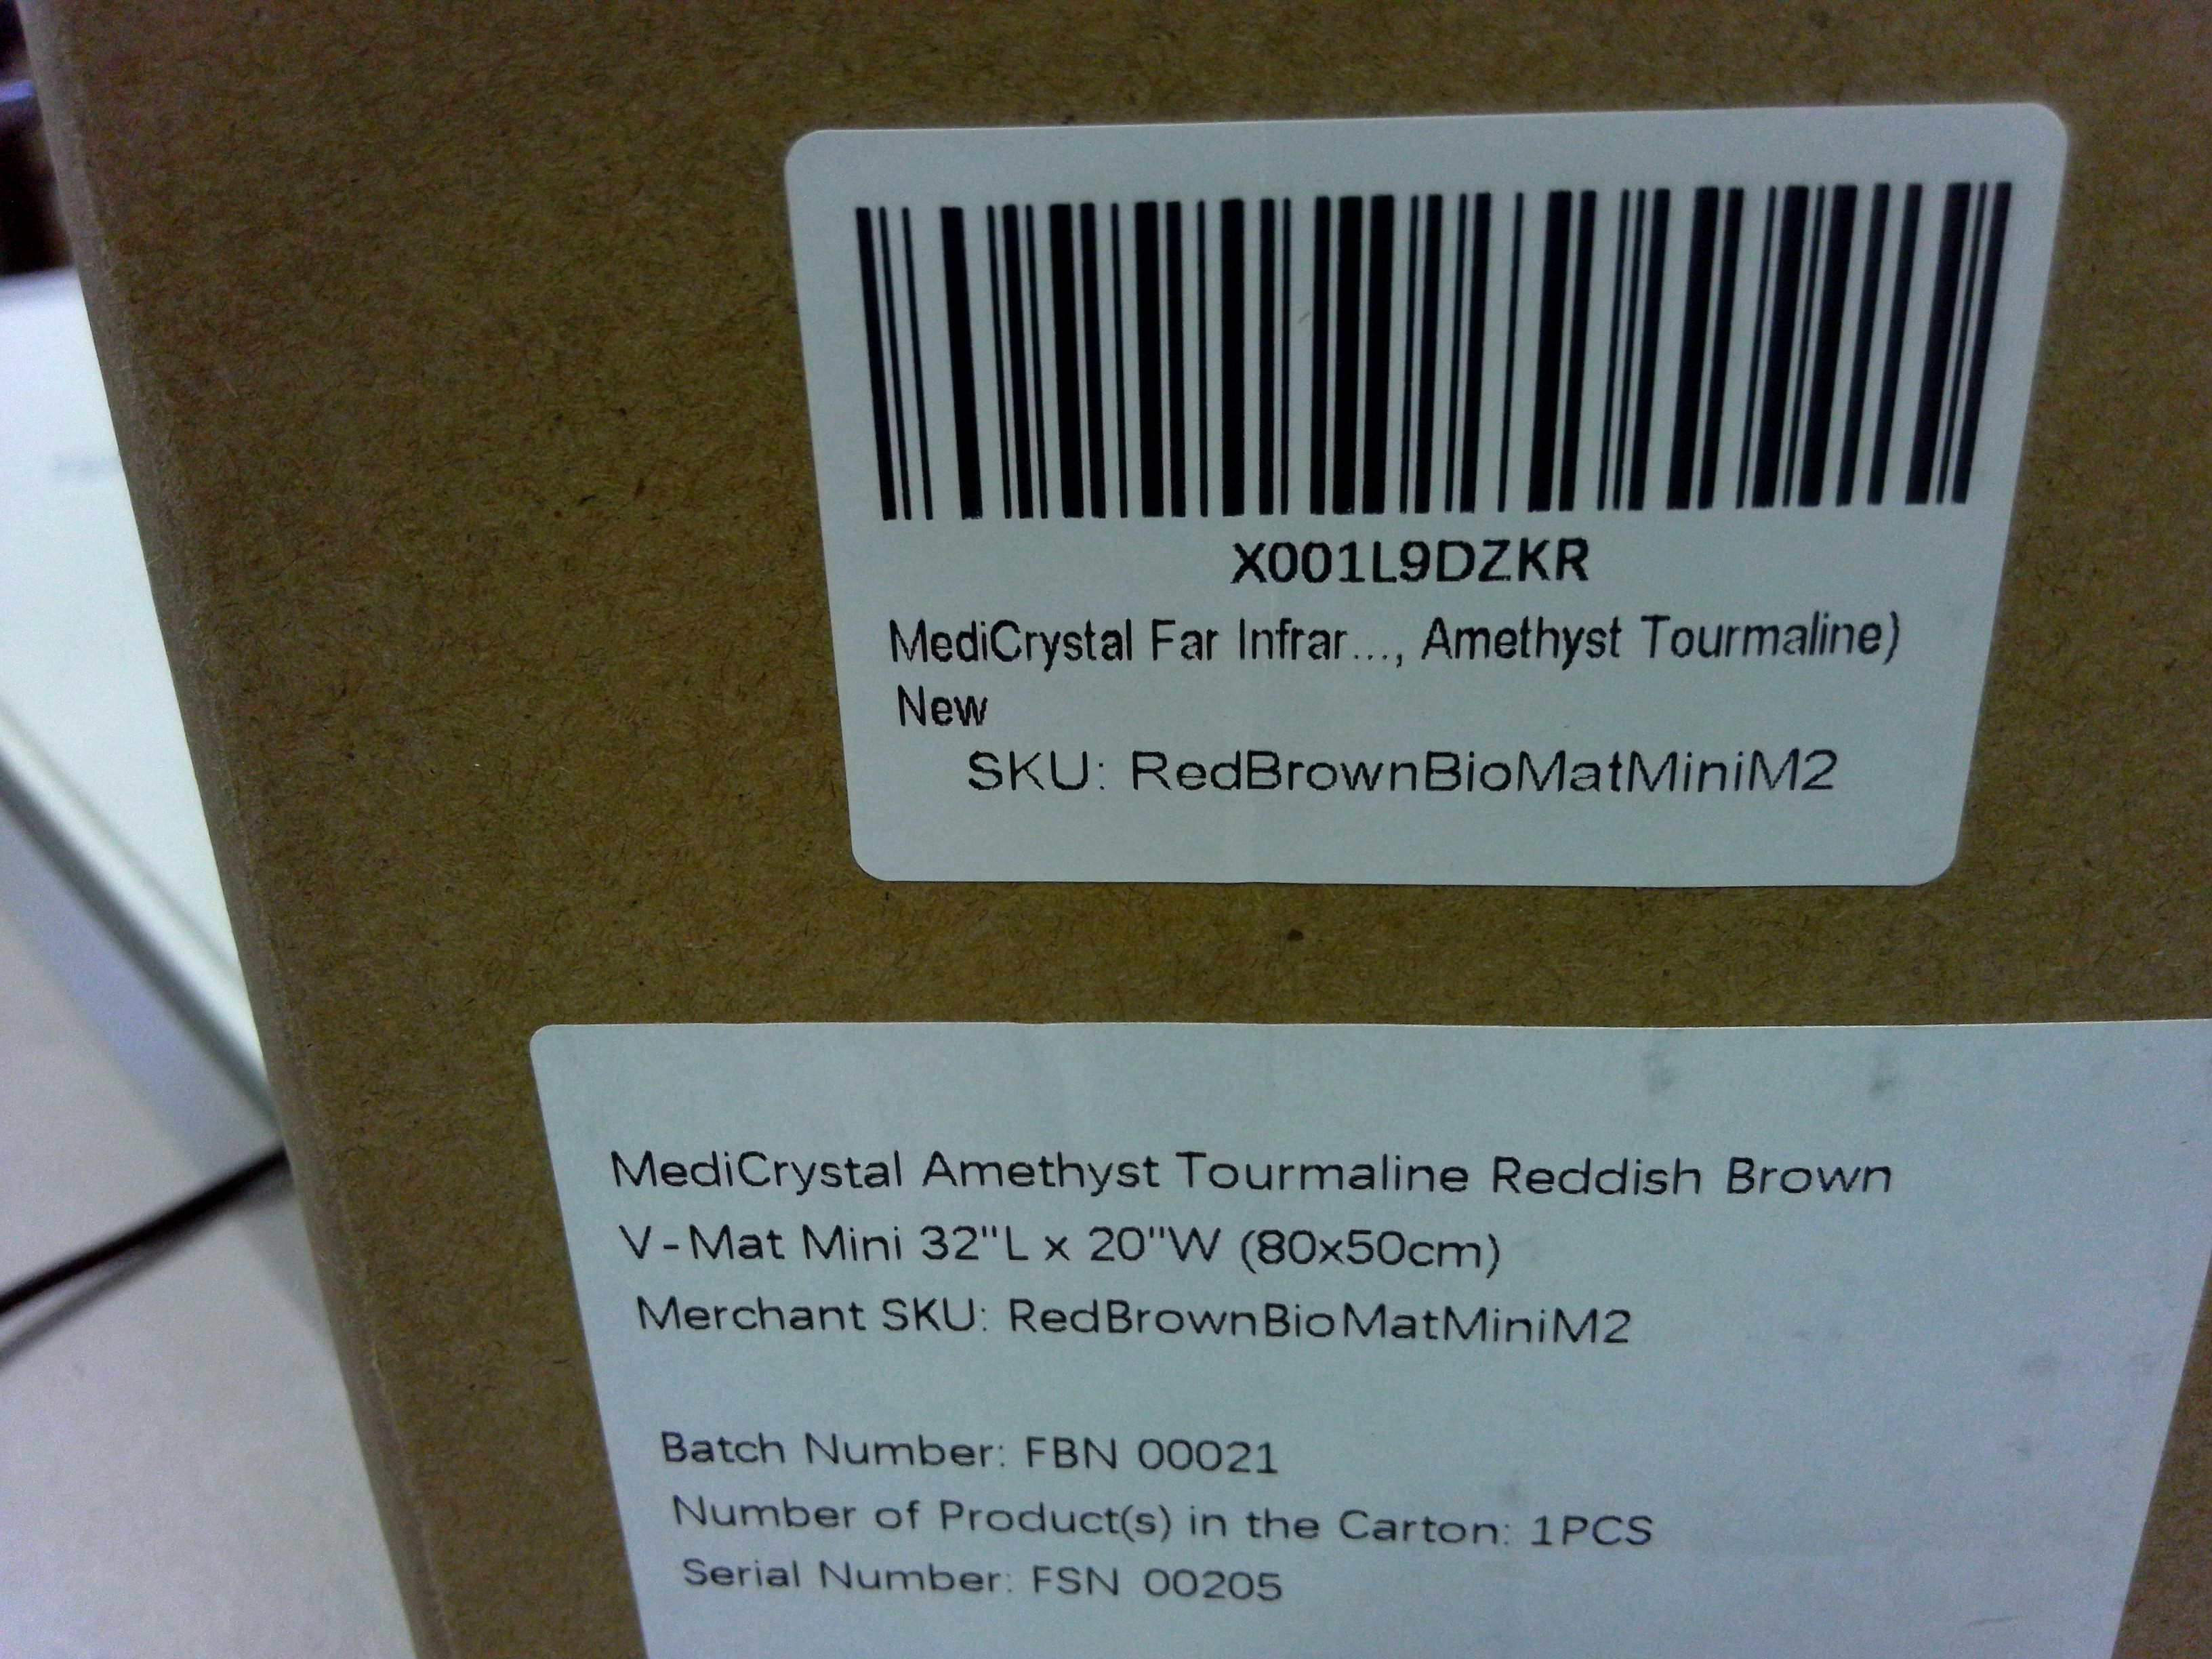 X001L9DZKR
MediCrystal Far Infrar..., Amethyst Tourmaline)
New
SKU: RedBrownBioMatMiniM2
MediCrystal Amethyst Tourmaline Reddish Brown
V-Mat Mini 32"L x 20"W (80x50cm)
Merchant SKU: RedBrownBioMatMiniM2
Batch Number: FBN 00021
Number of Product(s) in the Carton: 1PCS
Serial Number: FSN 00205